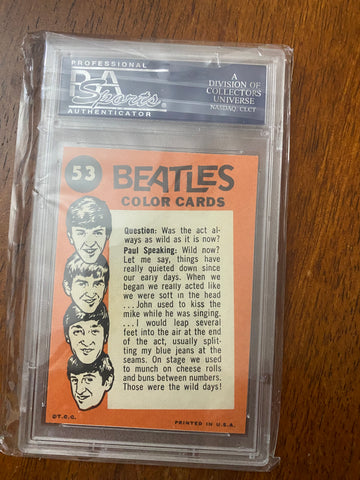 PROFESSIONAL
PSA
Sports
AUTHENTICATOR
A
DIVISION OF
COLLECTORS
UNIVERSE
NASDAQ: CLCT
53
BEATLES
COLOR CARDS
Question: Was the act al-
ways as wild as it is now?
Paul Speaking: Wild now?
Let me say, things have
really quieted down since
our early days. When we
began we really acted like
we were soft in the head
...John used to kiss the
mike while he was singing.
... I would leap several
feet into the air at the end
of the act, usually split-
ting my blue jeans at the
seams. On stage we used
to munch on cheese rolls
and buns between numbers.
Those were the wild days!
©T.C.G.
PRINTED IN U.S.A.